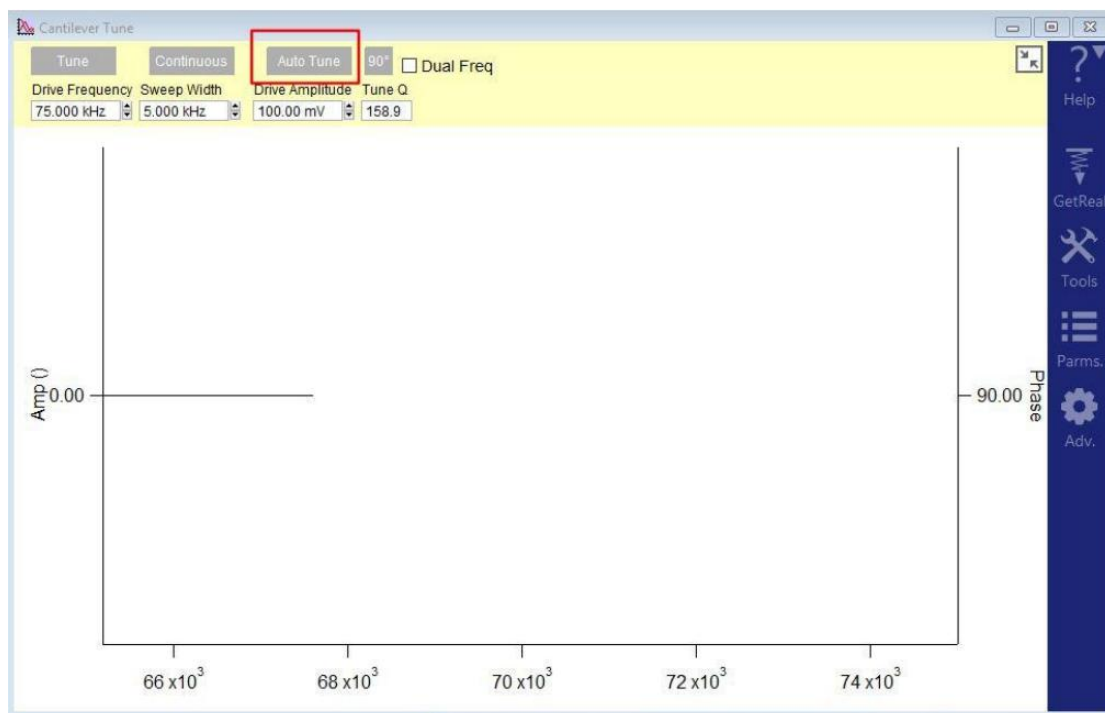 Cantilever Tune
Tune Continuous Auto Tune 90° Dual Freq
Drive Frequency Sweep Width Drive Amplitude Tune Q
75.000 kHz 5.000 kHz 100.00 mV 158.9
? Help
GetReal
Tools
Parms.
Adv.
Amp ()
0.00
90.00
Phase
66 x10³ 68 x10³ 70 x10³ 72 x10³ 74 x10³